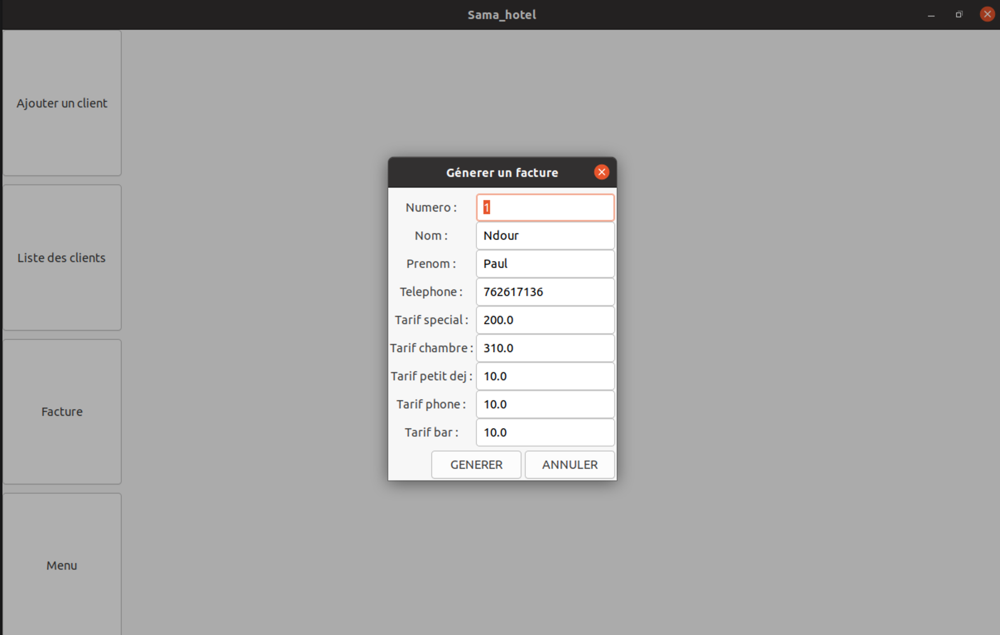 Sama_hotel
Ajouter un client
Liste des clients
Facture
Menu
Génerer un facture
Numero : 1
Nom : Ndour
Prenom : Paul
Telephone : 762617136
Tarif special : 200.0
Tarif chambre : 310.0
Tarif petit dej : 10.0
Tarif phone : 10.0
Tarif bar : 10.0
GENERER ANNULER